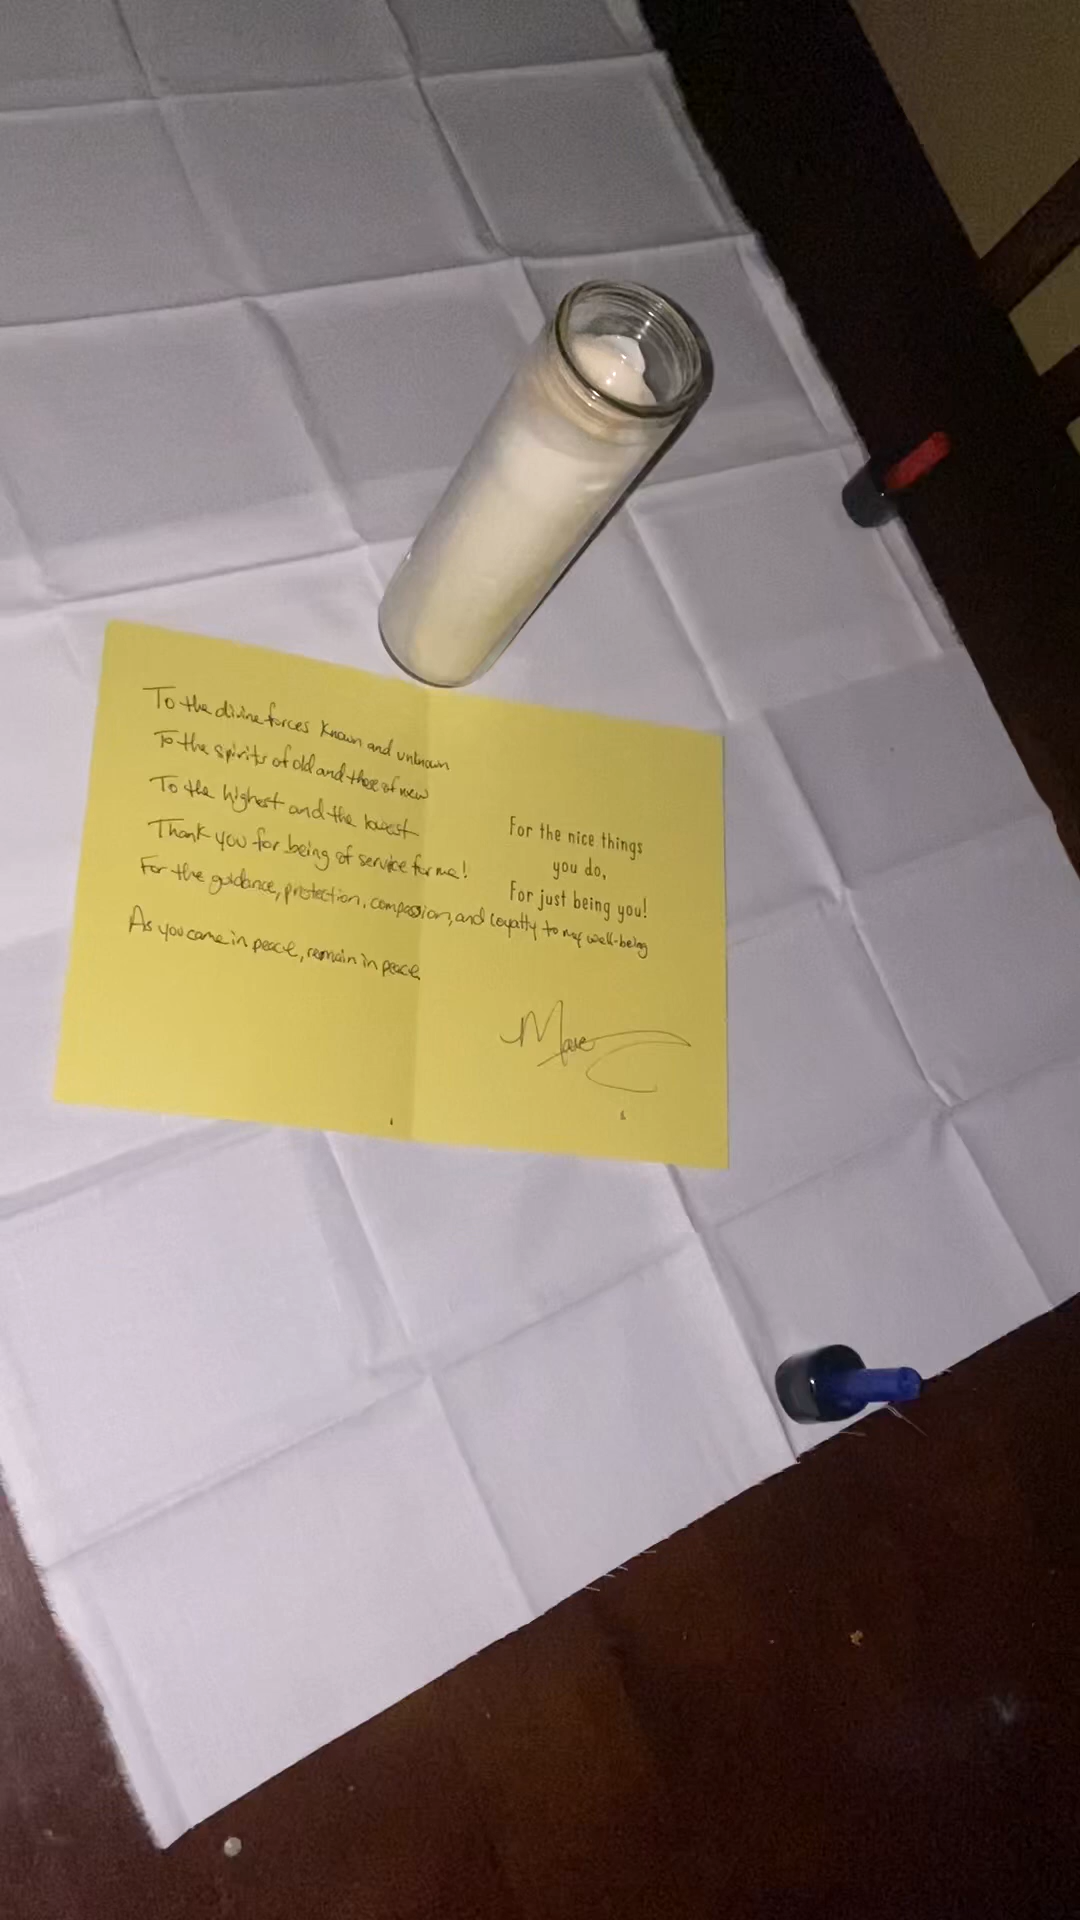 To the divine forces known and unknown
To the spirits of old and those of new
To the highest and the lowest
Thank you for being of service for me!
For the guidance, protection, compassion, and loyalty to my well-being
As you came in peace, remain in peace
For the nice things
you do,
For just being you!